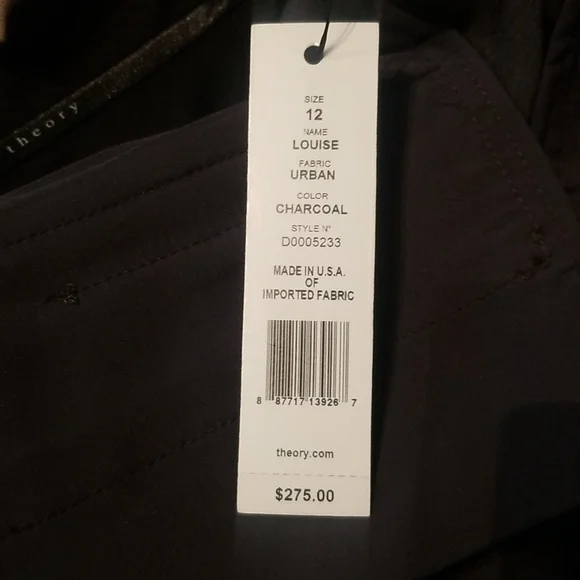 theory
SIZE
12
NAME
LOUISE
FABRIC
URBAN
COLOR
CHARCOAL
STYLE N°
D0005233
MADE IN U.S.A.
OF
IMPORTED FABRIC
8 87717 13926 7
theory.com
$275.00